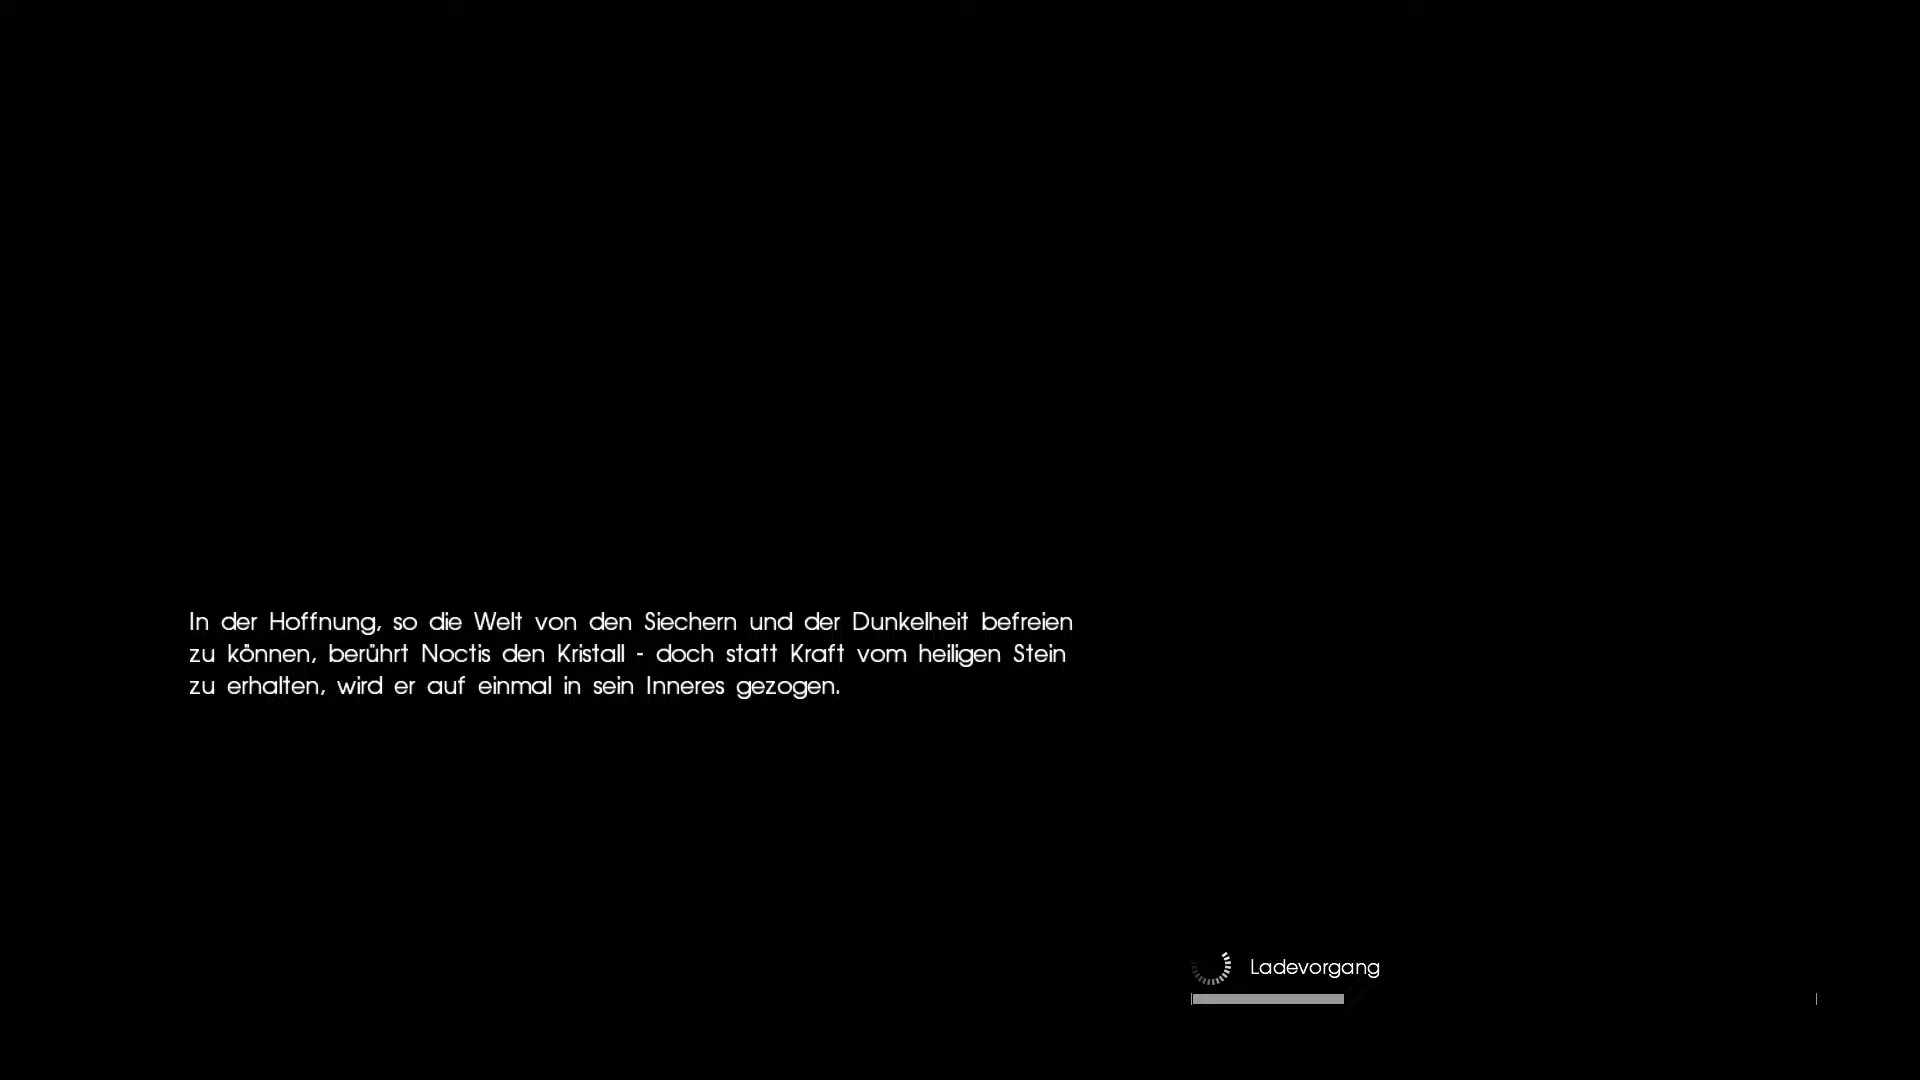 In der Hoffnung, so die Welt von den Siechern und der Dunkelheit befreien
zu können, berührt Noctis den Kristall - doch statt Kraft vom heiligen Stein
zu erhalten, wird er auf einmal in sein Inneres gezogen.
Ladevorgang